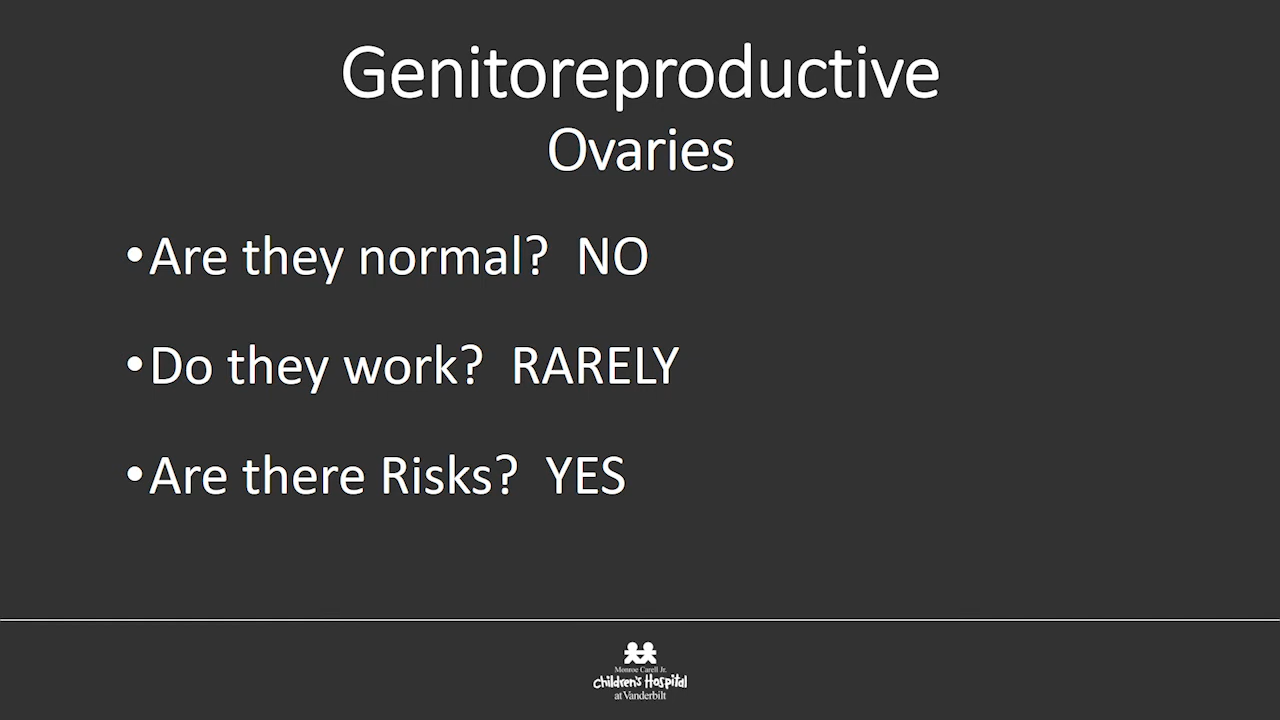 Genitoreproductive
Ovaries
•Are they normal?  NO
•Do they work?  RARELY
•Are there Risks?  YES
Monroe Carell Jr.
Children's Hospital
at Vanderbilt